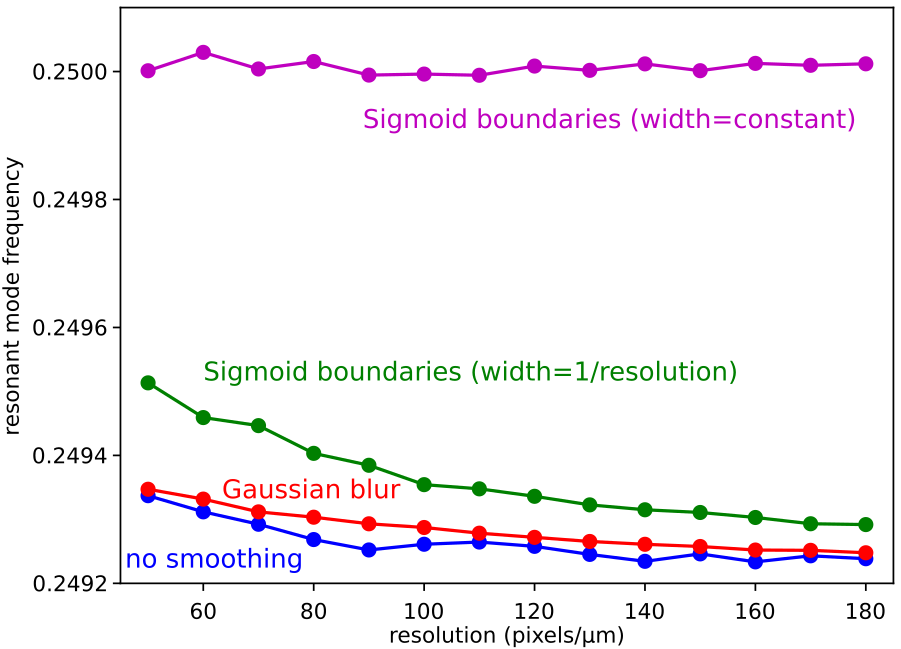 0.2500
Sigmoid boundaries (width=constant)
0.2498
resonant mode frequency
0.2496
Sigmoid boundaries (width=1/resolution)
0.2494
Gaussian blur
no smoothing
0.2492
60 80 100 120 140 160 180
resolution (pixels/μm)